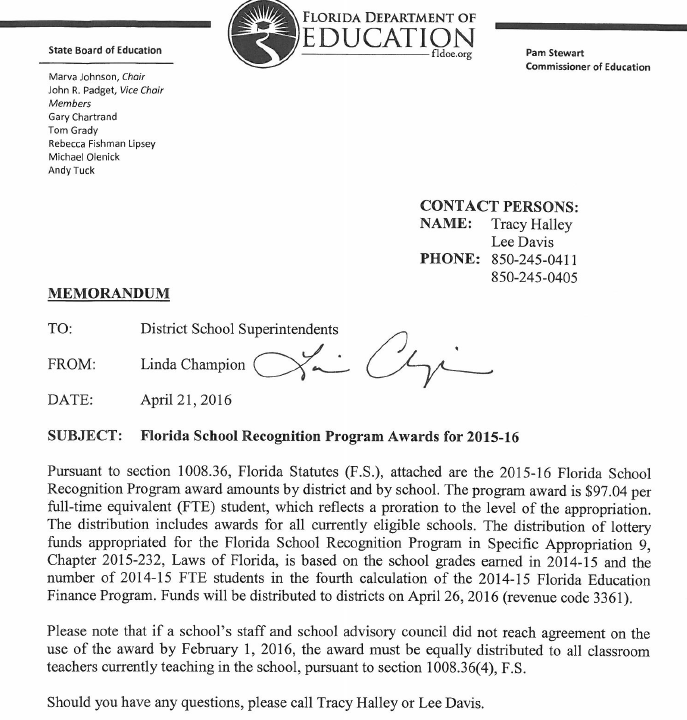 FLORIDA DEPARTMENT OF
EDUCATION
fldoe.org
State Board of Education
Marva Johnson, Chair
John R. Padget, Vice Chair
Members
Gary Chartrand
Tom Grady
Rebecca Fishman Lipsey
Michael Olenick
Andy Tuck
Pam Stewart
Commissioner of Education
CONTACT PERSONS:
NAME: Tracy Halley
Lee Davis
PHONE: 850-245-0411
850-245-0405
MEMORANDUM
TO: District School Superintendents
FROM: Linda Champion
DATE: April 21, 2016
SUBJECT: Florida School Recognition Program Awards for 2015-16
Pursuant to section 1008.36, Florida Statutes (F.S.), attached are the 2015-16 Florida School
Recognition Program award amounts by district and by school. The program award is $97.04 per
full-time equivalent (FTE) student, which reflects a proration to the level of the appropriation.
The distribution includes awards for all currently eligible schools. The distribution of lottery
funds appropriated for the Florida School Recognition Program in Specific Appropriation 9,
Chapter 2015-232, Laws of Florida, is based on the school grades earned in 2014-15 and the
number of 2014-15 FTE students in the fourth calculation of the 2014-15 Florida Education
Finance Program. Funds will be distributed to districts on April 26, 2016 (revenue code 3361).
Please note that if a school's staff and school advisory council did not reach agreement on the
use of the award by February 1, 2016, the award must be equally distributed to all classroom
teachers currently teaching in the school, pursuant to section 1008.36(4), F.S.
Should you have any questions, please call Tracy Halley or Lee Davis.